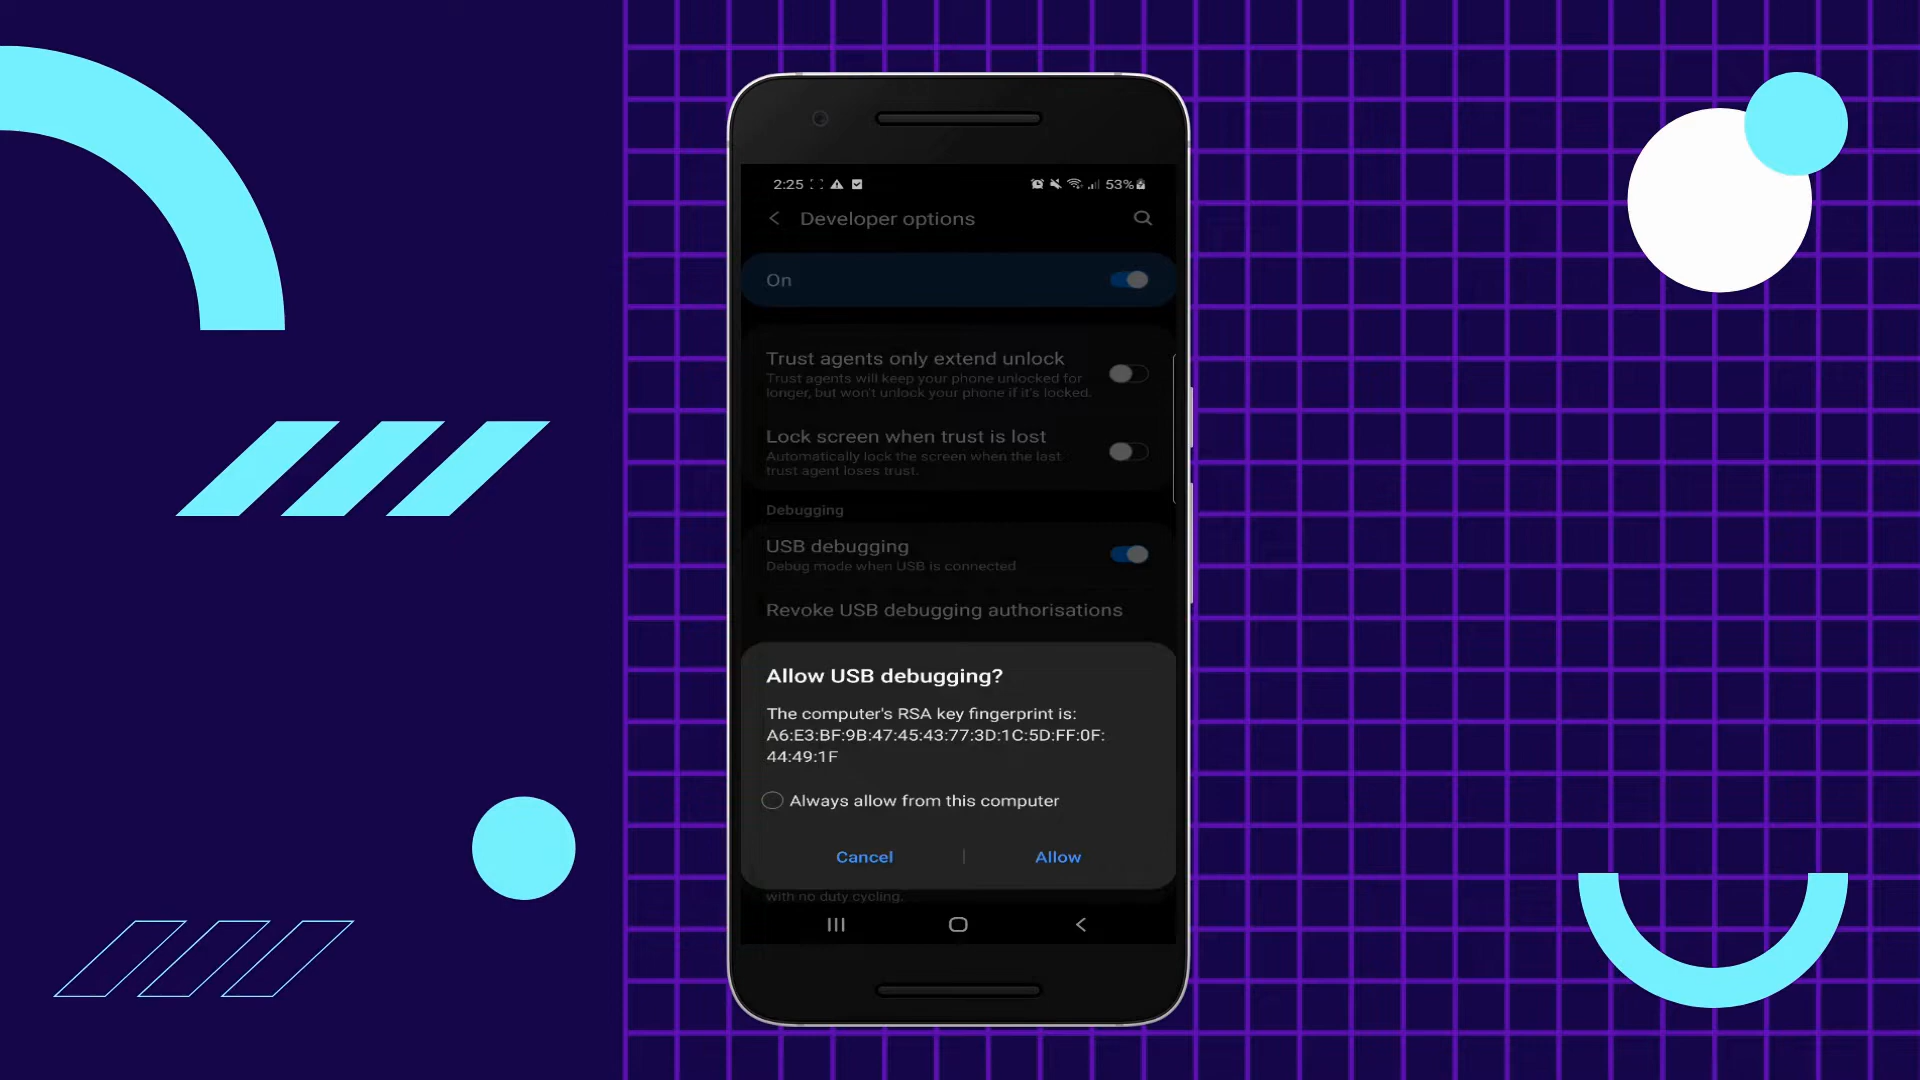 2:25
53%
Developer options
On
Trust agents only extend unlock
Trust agents will keep your phone unlocked for
longer, but won't unlock your phone if it's locked.
Lock screen when trust is lost
Automatically lock the screen when the last
trust agent loses trust.
Debugging
USB debugging
Debug mode when USB is connected
Revoke USB debugging authorisations
Allow USB debugging?
The computer's RSA key fingerprint is:
A6:E3:BF:9B:47:45:43:77:3D:1C:5D:FF:0F:
44:49:1F
Always allow from this computer
Cancel
Allow
with no duty cycling.